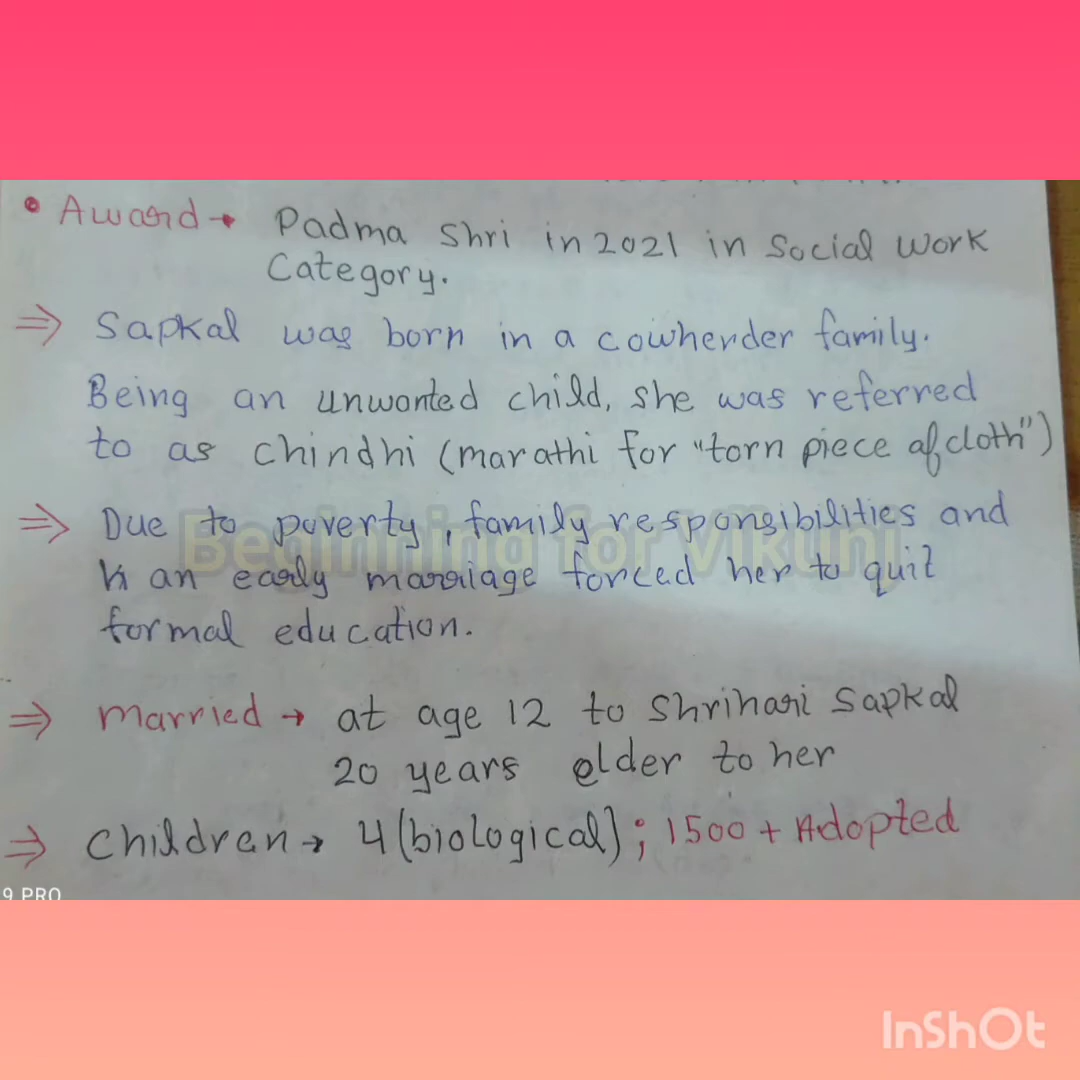 • Award → Padma Shri in 2021 in Social Work
Category.
⇒ Sapkal was born in a cowherder family.
Being an unwanted child, she was referred
to as chindhi (marathi for "torn piece of cloth")
⇒ Due to poverty, family responsibilities and
an early marriage forced her to quit
formal education.
⇒ Married → at age 12 to Shrihari Sapkal
20 years elder to her
⇒ Children → 4 (biological); 1500 + Adopted
Beginning for Vikuni
9 PRO
InShOt